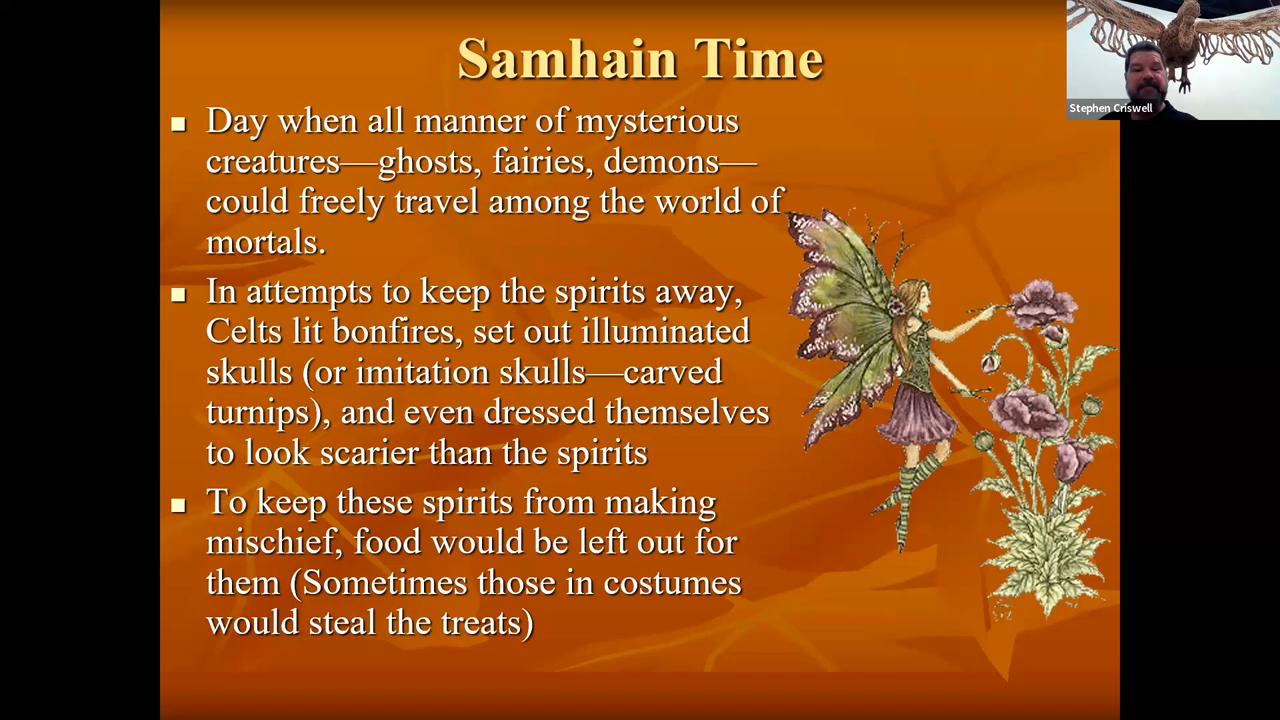 Samhain Time
Stephen Criswell
Day when all manner of mysterious
creatures—ghosts, fairies, demons—
could freely travel among the world of
mortals.
In attempts to keep the spirits away,
Celts lit bonfires, set out illuminated
skulls (or imitation skulls—carved
turnips), and even dressed themselves
to look scarier than the spirits
To keep these spirits from making
mischief, food would be left out for
them (Sometimes those in costumes
would steal the treats)